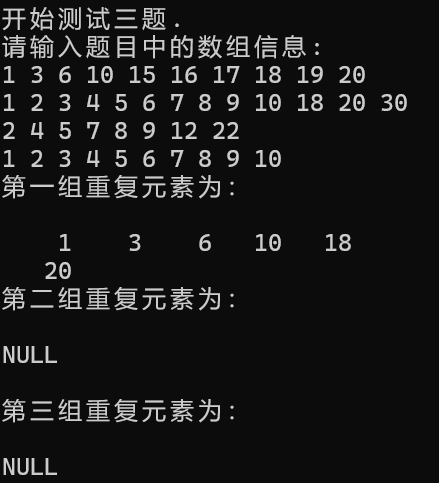 开始测试三题.
请输入题目中的数组信息:
1 3 6 10 15 16 17 18 19 20
1 2 3 4 5 6 7 8 9 10 18 20 30
2 4 5 7 8 9 12 22
1 2 3 4 5 6 7 8 9 10
第一组重复元素为:
1 3 6 10 18
20
第二组重复元素为:
NULL
第三组重复元素为:
NULL